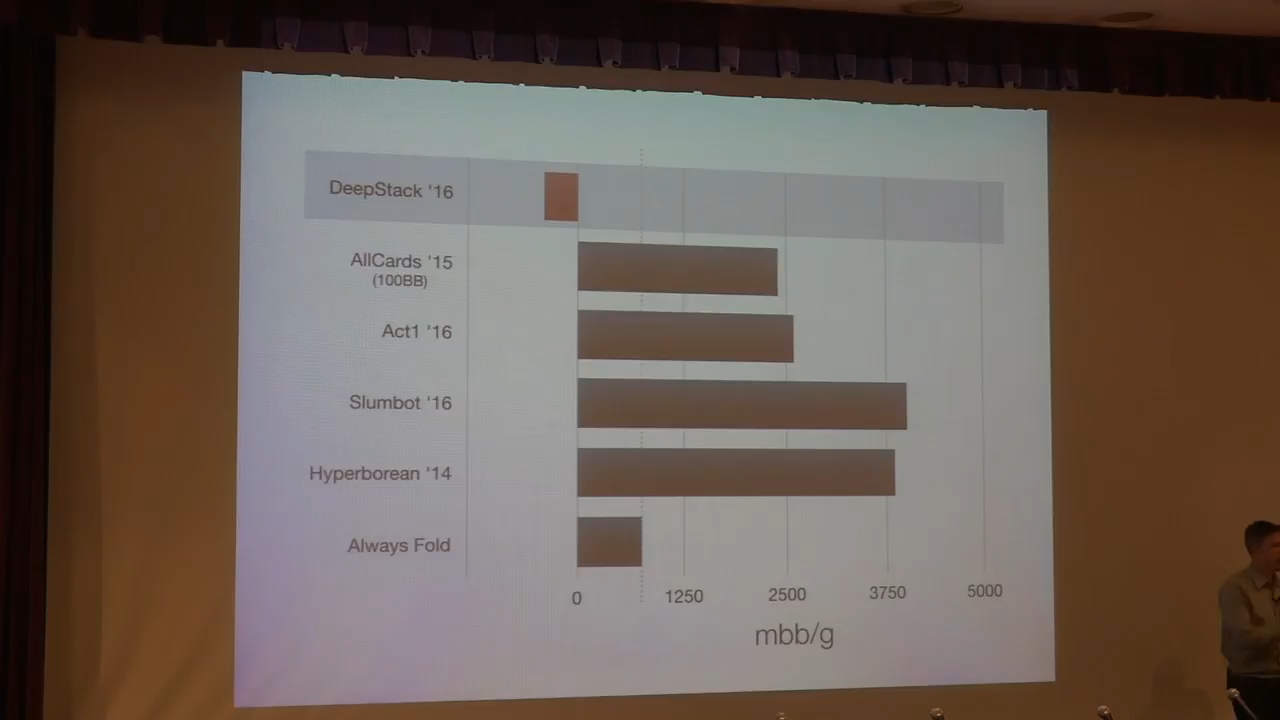 DeepStack '16
AllCards '15
(100BB)
Act1 '16
Slumbot '16
Hyperborean '14
Always Fold
0 1250 2500 3750 5000
mbb/g